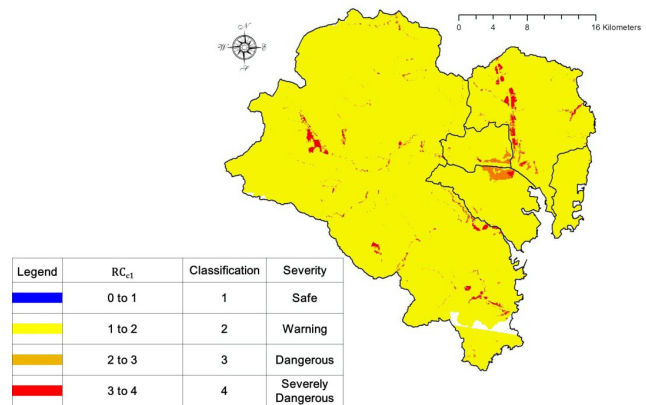 N
W
E
S
0 4 8 16 Kilometers
Legend RCc1 Classification Severity
0 to 1 1 Safe
1 to 2 2 Warning
2 to 3 3 Dangerous
3 to 4 4 Severely
Dangerous